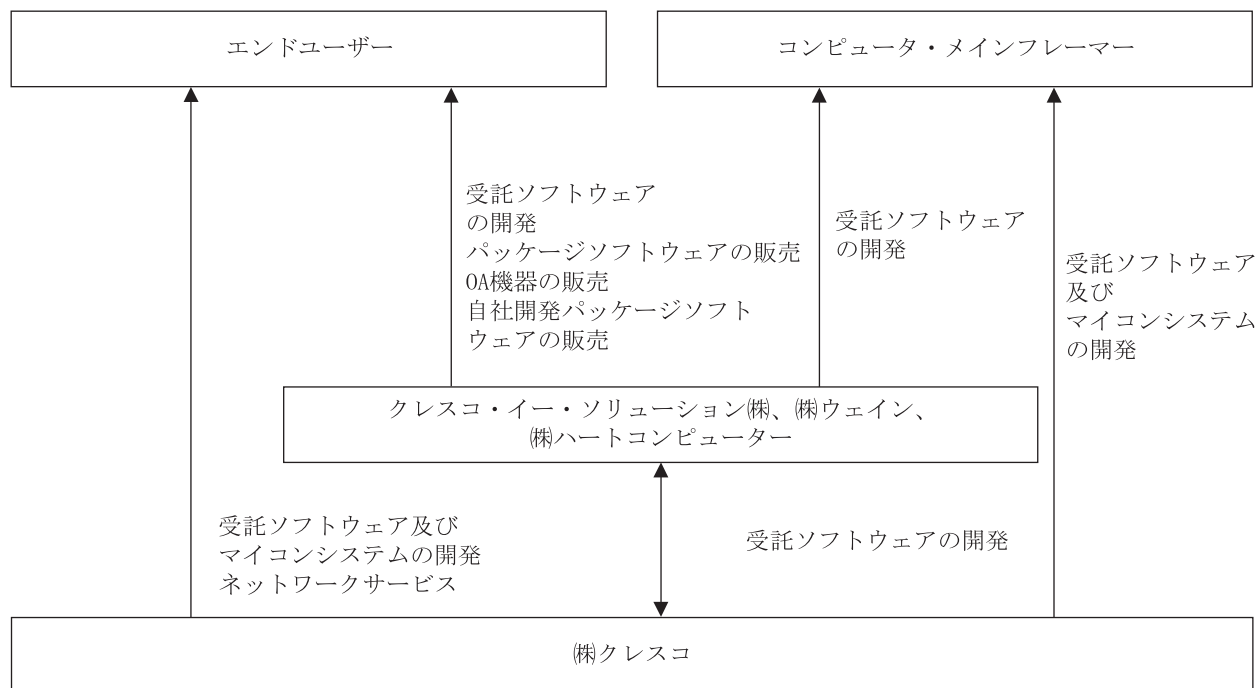 エンドユーザー
コンピュータ・メインフレーマー
受託ソフトウェア
の開発
パッケージソフトウェアの販売
OA機器の販売
自社開発パッケージソフト
ウェアの販売
受託ソフトウェア
の開発
受託ソフトウェア
及び
マイコンシステム
の開発
クレスコ・イー・ソリューション㈱、㈱ウェイン、
㈱ハートコンピューター
受託ソフトウェア及び
マイコンシステムの開発
ネットワークサービス
受託ソフトウェアの開発
㈱クレスコ